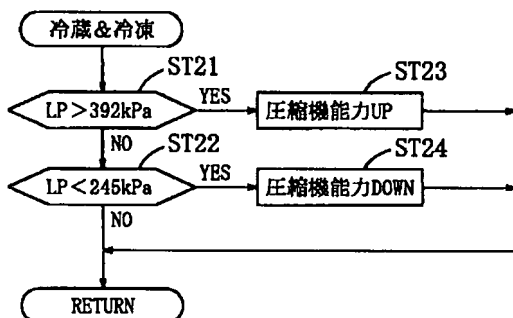 冷蔵&冷凍
ST21
LP>392kPa
YES
ST23
圧縮機能力UP
NO
ST22
LP<245kPa
YES
ST24
圧縮機能力DOWN
NO
RETURN